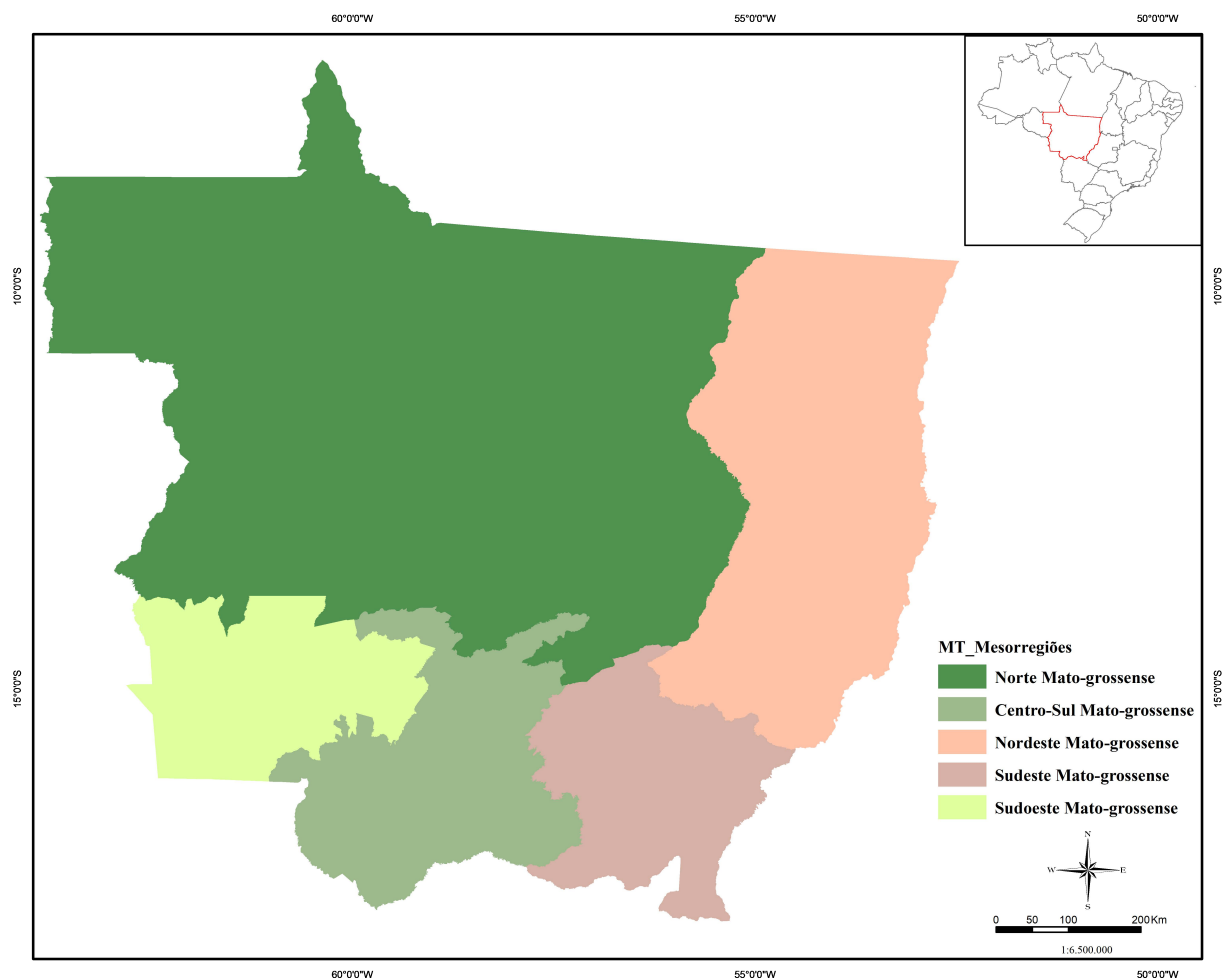 60°0'0"W 55°0'0"W 50°0'0"W
10°0'0"S 10°0'0"S
15°0'0"S 15°0'0"S
MT_Mesorregiões
Norte Mato-grossense
Centro-Sul Mato-grossense
Nordeste Mato-grossense
Sudeste Mato-grossense
Sudoeste Mato-grossense
N
W E
S
0 50 100 200 Km
1:6.500.000
60°0'0"W 55°0'0"W 50°0'0"W